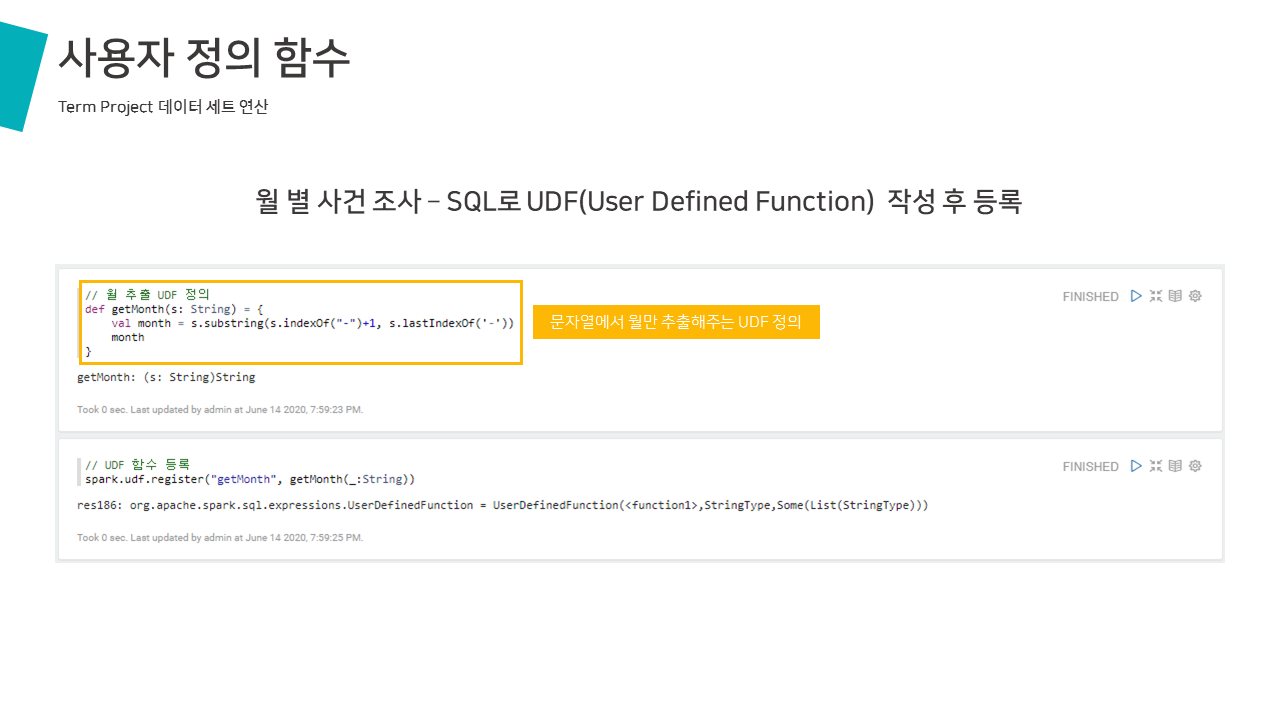 사용자 정의 함수
Term Project 데이터 세트 연산
월 별 사건 조사 – SQL로 UDF(User Defined Function) 작성 후 등록
// 월 추출 UDF 정의
def getMonth(s: String) = {
val month = s.substring(s.indexOf("-")+1, s.lastIndexOf('-'))
month
}
문자열에서 월만 추출해주는 UDF 정의
FINISHED
getMonth: (s: String)String
Took 0 sec. Last updated by admin at June 14 2020, 7:59:23 PM.
// UDF 함수 등록
spark.udf.register("getMonth", getMonth(_:String))
FINISHED
res186: org.apache.spark.sql.expressions.UserDefinedFunction = UserDefinedFunction(<function1>,StringType,Some(List(StringType)))
Took 0 sec. Last updated by admin at June 14 2020, 7:59:25 PM.